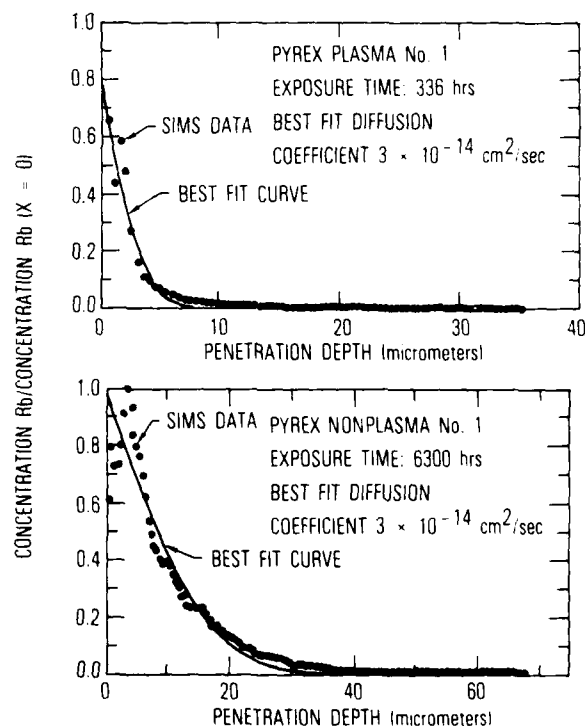 CONCENTRATION Rb/CONCENTRATION Rb (X = 0)
1.0
0.8
0.6
0.4
0.2
0.0
PYREX PLASMA No. 1
EXPOSURE TIME: 336 hrs
SIMS DATA
BEST FIT DIFFUSION
COEFFICIENT 3 × 10⁻¹⁴ cm²/sec
BEST FIT CURVE
0 10 20 30 40
PENETRATION DEPTH (micrometers)
1.0
0.8
0.6
0.4
0.2
0.0
SIMS DATA
PYREX NONPLASMA No. 1
EXPOSURE TIME: 6300 hrs
BEST FIT DIFFUSION
COEFFICIENT 3 × 10⁻¹⁴ cm²/sec
BEST FIT CURVE
0 20 40 60
PENETRATION DEPTH (micrometers)